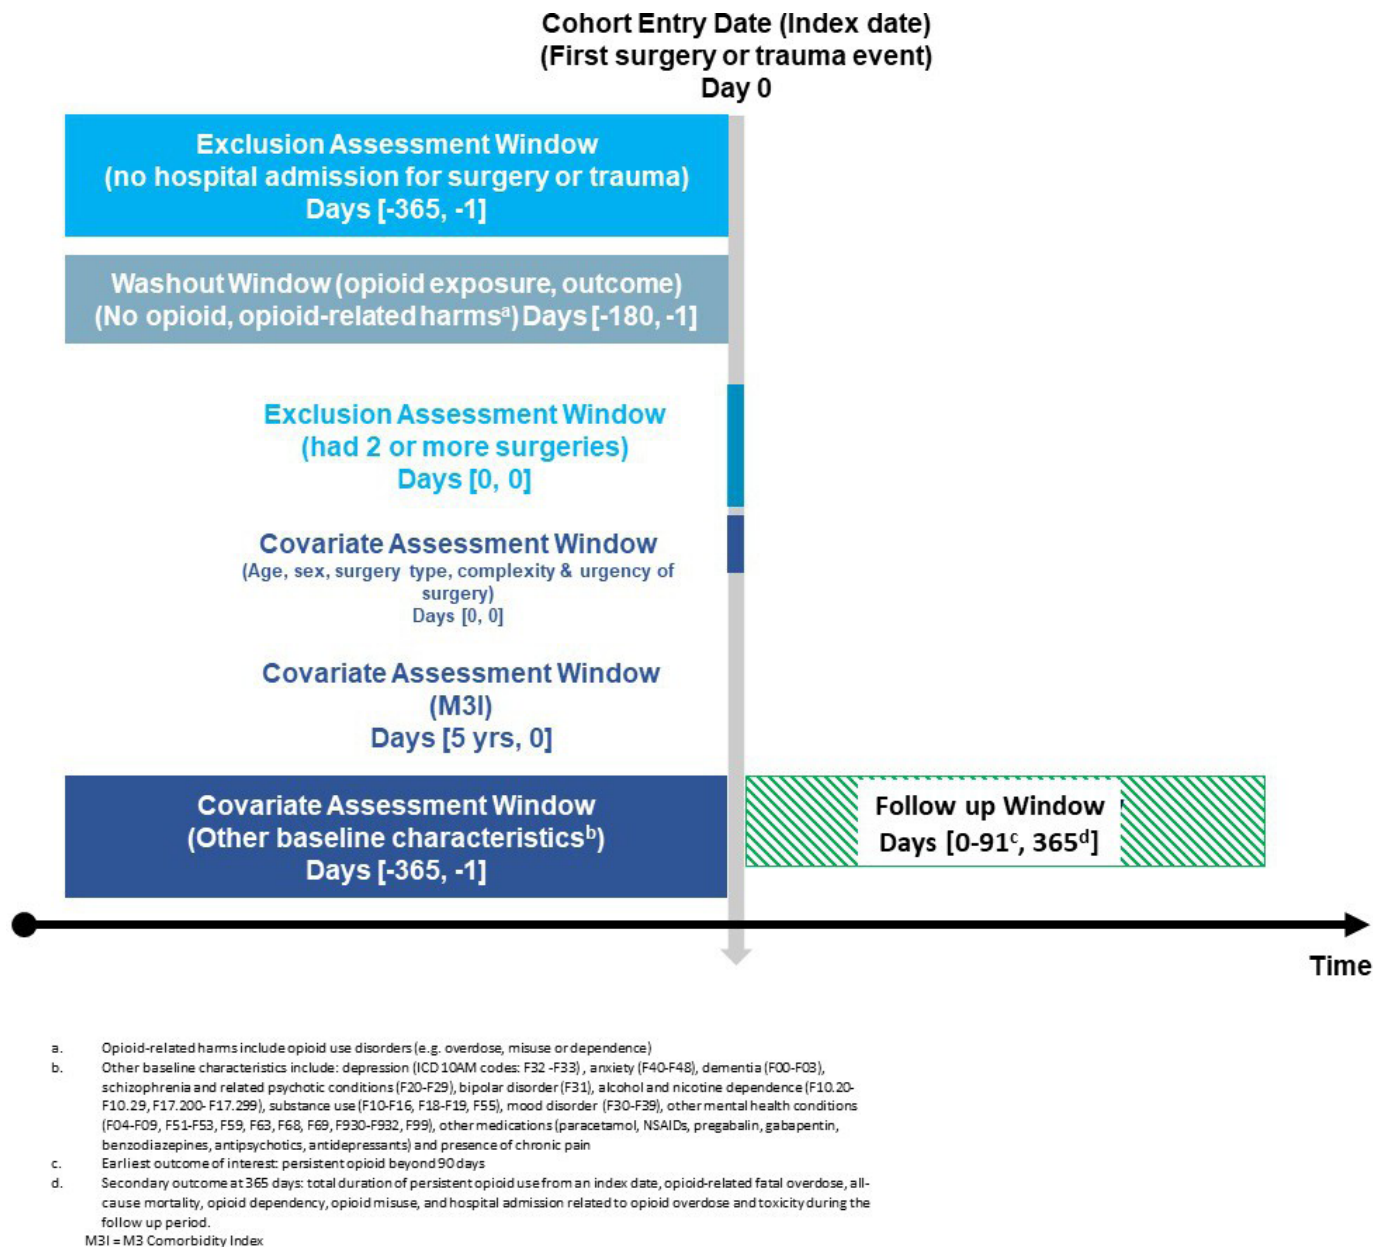 Cohort Entry Date (Index date)
(First surgery or trauma event)
Day 0
Exclusion Assessment Window
(no hospital admission for surgery or trauma)
Days [-365, -1]
Washout Window (opioid exposure, outcome)
(No opioid, opioid-related harmsᵃ) Days [-180, -1]
Exclusion Assessment Window
(had 2 or more surgeries)
Days [0, 0]
Covariate Assessment Window
(Age, sex, surgery type, complexity & urgency of
surgery)
Days [0, 0]
Covariate Assessment Window
(M3I)
Days [5 yrs, 0]
Covariate Assessment Window
(Other baseline characteristicsᵇ)
Days [-365, -1]
Follow up Window
Days [0-91ᶜ, 365ᵈ]
Time
a. Opioid-related harms include opioid use disorders (e.g. overdose, misuse or dependence)
b. Other baseline characteristics include: depression (ICD 10AM codes: F32 -F33) , anxiety (F40-F48), dementia (F00-F03),
schizophrenia and related psychotic conditions (F20-F29), bipolar disorder (F31), alcohol and nicotine dependence (F10.20-
F10.29, F17.200- F17.299), substance use (F10-F16, F18-F19, F55), mood disorder (F30-F39), other mental health conditions
(F04-F09, F51-F53, F59, F63, F68, F69, F930-F932, F99), other medications (paracetamol, NSAIDs, pregabalin, gabapentin,
benzodiazepines, antipsychotics, antidepressants) and presence of chronic pain
c. Earliest outcome of interest: persistent opioid beyond 90 days
d. Secondary outcome at 365 days: total duration of persistent opioid use from an index date, opioid-related fatal overdose, all-
cause mortality, opioid dependency, opioid misuse, and hospital admission related to opioid overdose and toxicity during the
follow up period.
M3I = M3 Comorbidity Index